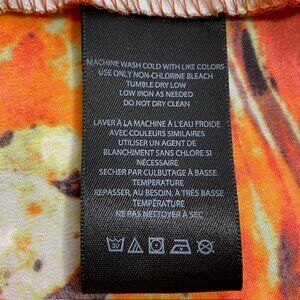 MACHINE WASH COLD WITH LIKE COLORS
USE ONLY NON-CHLORINE BLEACH
TUMBLE DRY LOW
LOW IRON AS NEEDED
DO NOT DRY CLEAN
LAVER À LA MACHINE À L'EAU FROIDE
AVEC COULEURS SIMILAIRES
UTILISER UN AGENT DE
BLANCHIMENT SANS CHLORE SI
NÉCESSAIRE
SECHER PAR CULBUTAGE À BASSE
TEMPÉRATURE
REPASSER, AU BESOIN, À TRÈS BASSE
TEMPÉRATURE
NE PAS NETTOYER À SEC